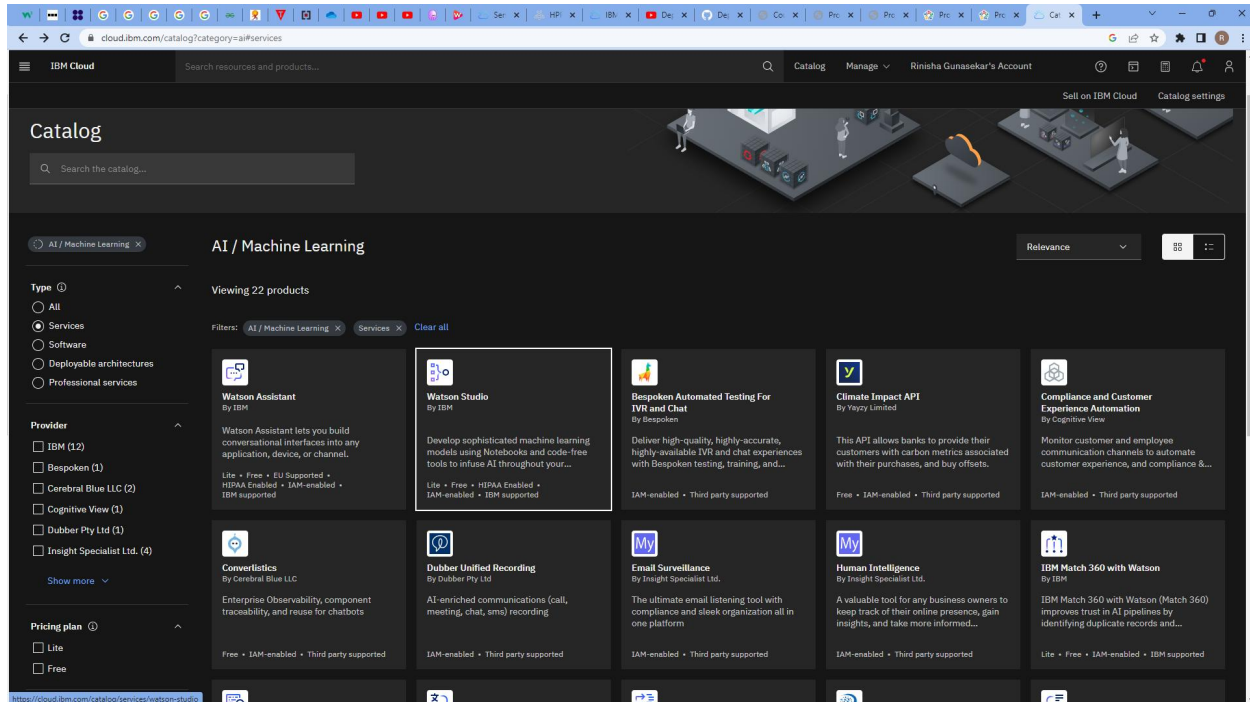 Ser
HPI
IBM
Dej
Dej
Co
Pro
Pro
Pro
Pro
Cat
cloud.ibm.com/catalog?category=ai#services
R
IBM Cloud
Search resources and products...
Catalog
Manage
Rinisha Gunasekar's Account
Sell on IBM Cloud
Catalog settings
Catalog
Search the catalog...
AI / Machine Learning
AI / Machine Learning
Relevance
Type
All
Services
Software
Deployable architectures
Professional services
Provider
IBM (12)
Bespoken (1)
Cerebral Blue LLC (2)
Cognitive View (1)
Dubber Pty Ltd (1)
Insight Specialist Ltd. (4)
Show more
Pricing plan
Lite
Free
Viewing 22 products
Filters: AI / Machine Learning Services Clear all
Watson Assistant
By IBM
Watson Assistant lets you build
conversational interfaces into any
application, device, or channel.
Lite • Free • EU Supported •
HIPAA Enabled • IAM-enabled •
IBM supported
Watson Studio
By IBM
Develop sophisticated machine learning
models using Notebooks and code-free
tools to infuse AI throughout your...
Lite • Free • HIPAA Enabled •
IAM-enabled • IBM supported
Bespoken Automated Testing For
IVR and Chat
By Bespoken
Deliver high-quality, highly-accurate,
highly-available IVR and chat experiences
with Bespoken testing, training, and...
IAM-enabled • Third party supported
y
Climate Impact API
By Yayzy Limited
This API allows banks to provide their
customers with carbon metrics associated
with their purchases, and buy offsets.
Free • IAM-enabled • Third party supported
Compliance and Customer
Experience Automation
By Cognitive View
Monitor customer and employee
communication channels to automate
customer experience, and compliance &...
IAM-enabled • Third party supported
Converlistics
By Cerebral Blue LLC
Enterprise Observability, component
traceability, and reuse for chatbots
Free • IAM-enabled • Third party supported
Dubber Unified Recording
By Dubber Pty Ltd
AI-enriched communications (call,
meeting, chat, sms) recording
IAM-enabled • Third party supported
My
Email Surveillance
By Insight Specialist Ltd.
The ultimate email listening tool with
compliance and sleek organization all in
one platform
IAM-enabled • Third party supported
My
Human Intelligence
By Insight Specialist Ltd.
A valuable tool for any business owners to
keep track of their online presence, gain
insights, and take more informed...
IAM-enabled • Third party supported
IBM Match 360 with Watson
By IBM
IBM Match 360 with Watson (Match 360)
improves trust in AI pipelines by
identifying duplicate records and...
Lite • Free • IAM-enabled • IBM supported
https://cloud.ibm.com/catalog/services/watson-studio